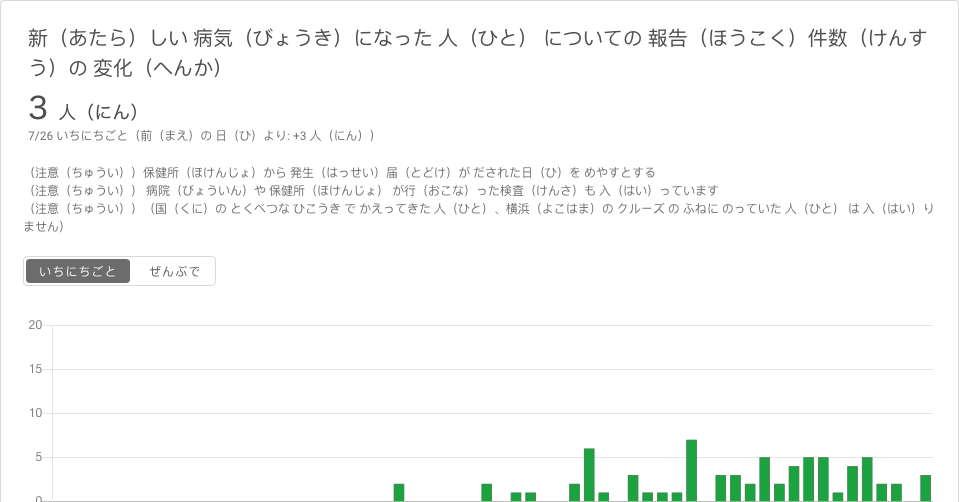 新（あたら）しい 病気（びょうき）になった 人（ひと） についての 報告（ほうこく）件数（けんす
う）の 変化（へんか）
3 人（にん）
7/26 いちにちごと（前（まえ）の 日（ひ）より: +3 人（にん））
（注意（ちゅうい））保健所（ほけんじょ）から 発生（はっせい）届（とどけ）が だされた日（ひ）を めやすとする
（注意（ちゅうい）） 病院（びょういん）や 保健所（ほけんじょ） が行（おこな）った検査（けんさ）も 入（はい）っています
（注意（ちゅうい））（国（くに）の とくべつな ひこうき で かえってきた 人（ひと）、横浜（よこはま）の クルーズ の ふねに のっていた 人（ひと） は 入（はい）り
ません）
いちにちごと ぜんぶで
20
15
10
5
0